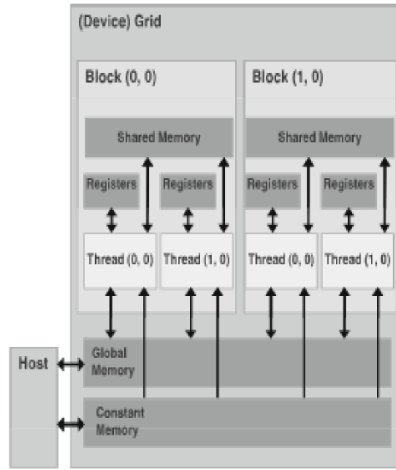 (Device) Grid
Block (0, 0)
Block (1, 0)
Shared Memory
Shared Memory
Registers
Registers
Registers
Registers
Thread (0, 0)
Thread (1, 0)
Thread (0, 0)
Thread (1, 0)
Host
Global
Memory
Constant
Memory